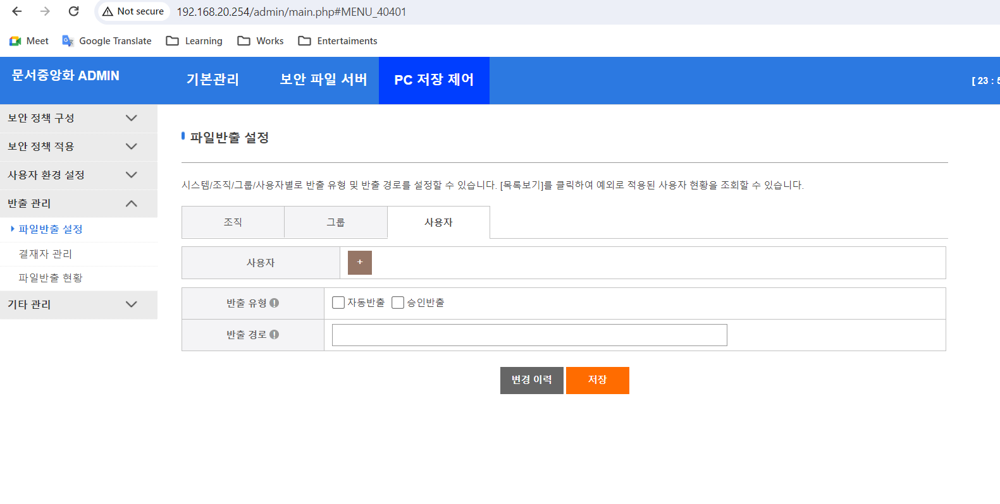 Not secure 192.168.20.254/admin/main.php#MENU_40401
Meet Google Translate Learning Works Entertaiments
문서중앙화 ADMIN 기본관리 보안 파일 서버 PC 저장 제어 [ 23 : 5
보안 정책 구성
보안 정책 적용
사용자 환경 설정
반출 관리
파일반출 설정
결재자 관리
파일반출 현황
기타 관리
파일반출 설정
시스템/조직/그룹/사용자별로 반출 유형 및 반출 경로를 설정할 수 있습니다. [목록보기]를 클릭하여 예외로 적용된 사용자 현황을 조회할 수 있습니다.
조직 그룹 사용자
사용자 +
반출 유형 자동반출 승인반출
반출 경로
변경 이력 저장